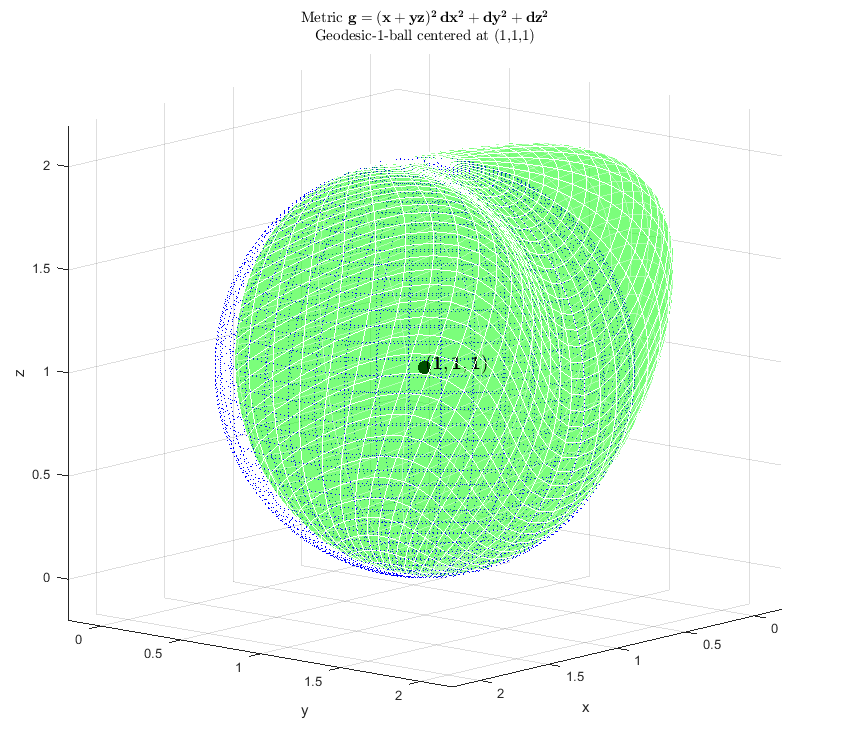 Metric g = (x + yz)² dx² + dy² + dz²
Geodesic-1-ball centered at (1,1,1)
2
1.5
1
0.5
0
z
(1, 1, 1)
0
0.5
1
1.5
2
y
2
1.5
1
0.5
0
x